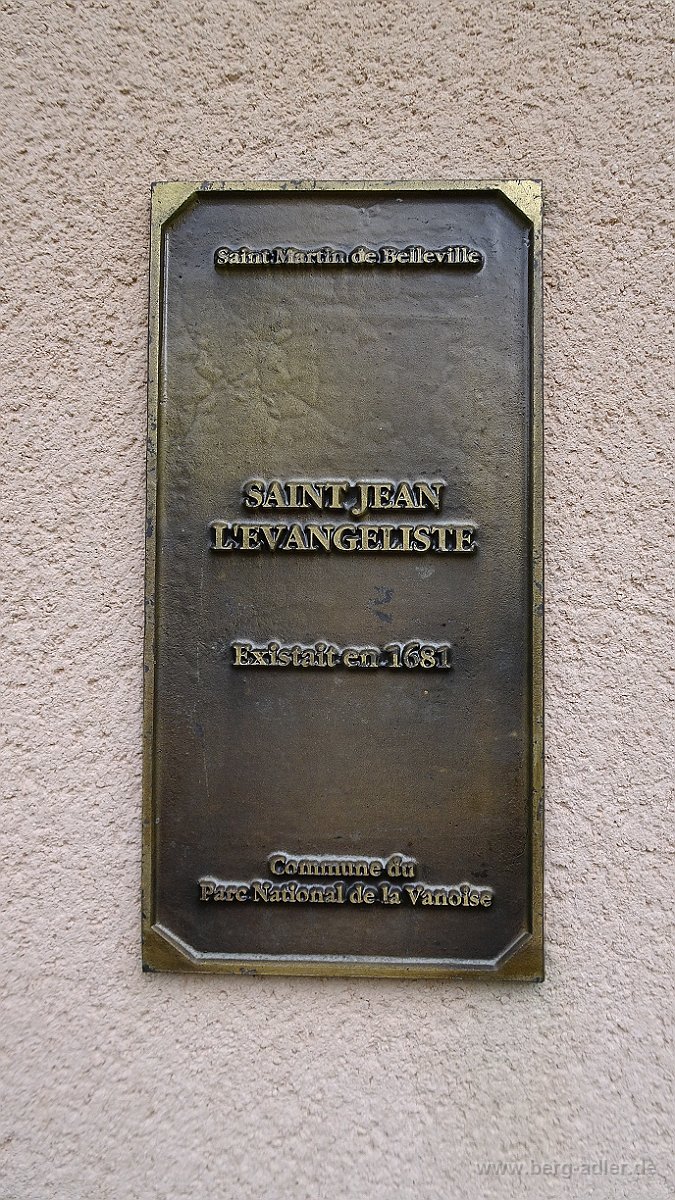 Saint Martin de Belleville
SAINT JEAN
L'EVANGELISTE
Existait en 1681
Commune du
Parc National de la Vanoise
www.berg-adler.de